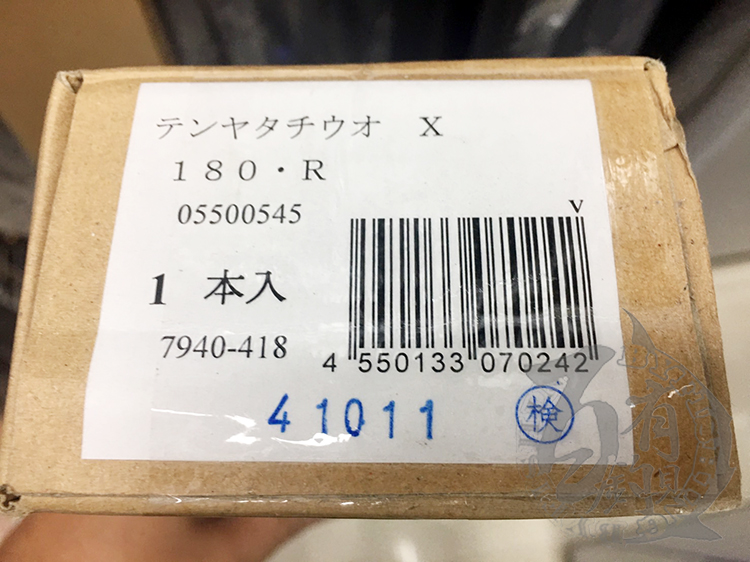 テンヤタチウオ　X
１８０・R
05500545
V
1 本入
7940-418
4 550133 070242
41011 検